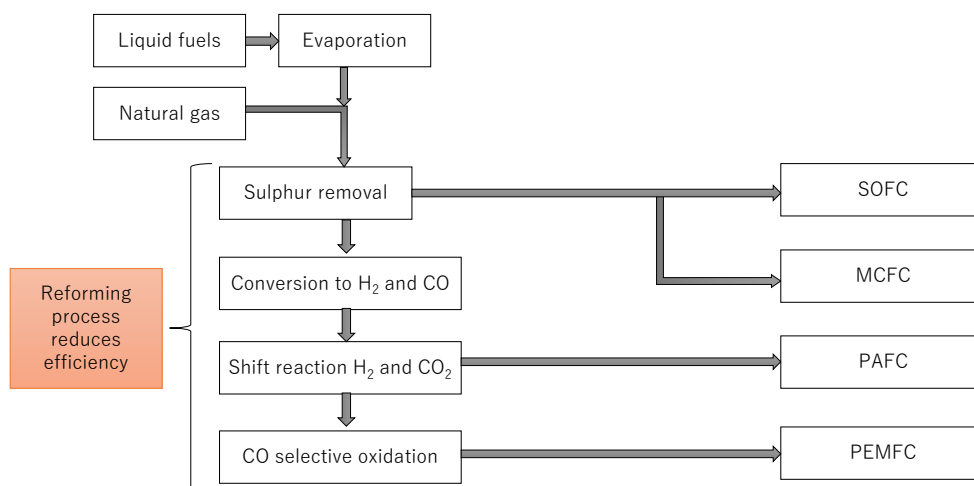 Liquid fuels
Evaporation
Natural gas
Sulphur removal
SOFC
Conversion to H₂ and CO
MCFC
Reforming
process
reduces
efficiency
Shift reaction H₂ and CO₂
PAFC
CO selective oxidation
PEMFC